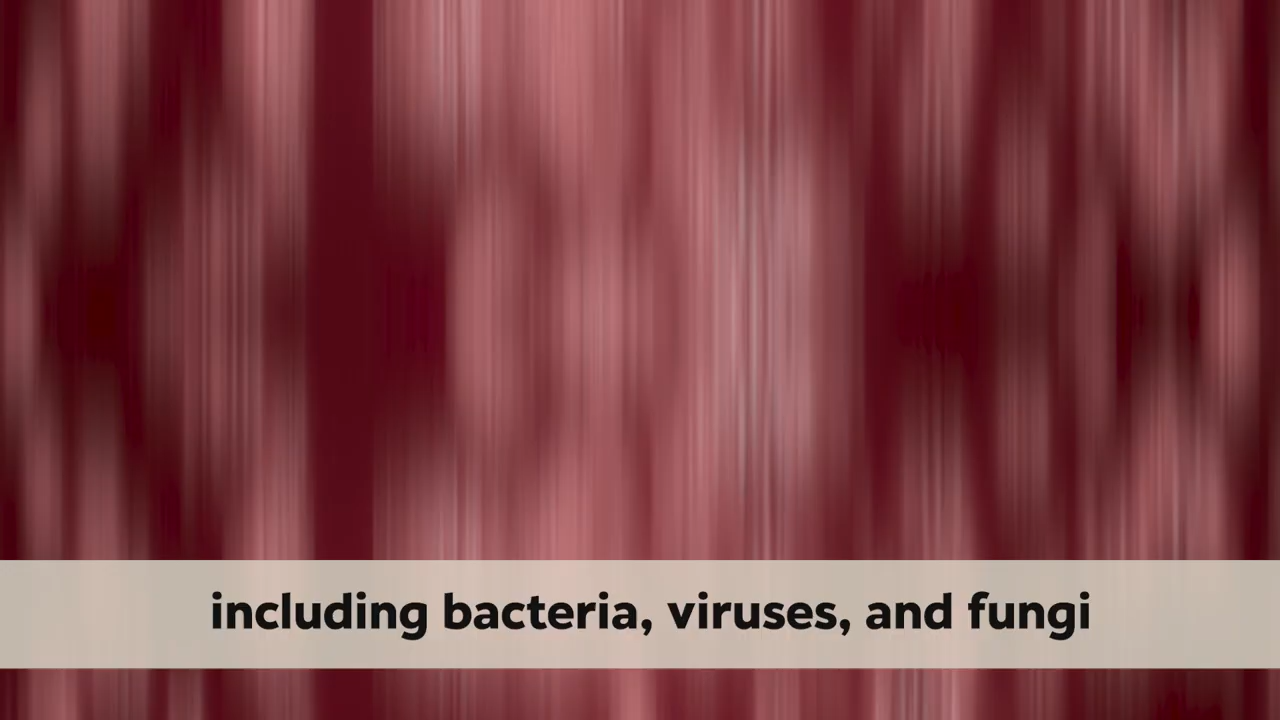 including bacteria, viruses, and fungi